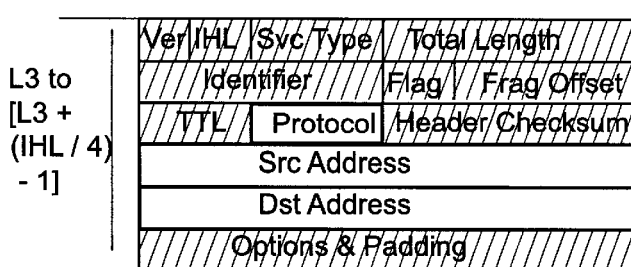 Ver IHL Svc Type Total Length
Identifier Flag Frag Offset
TTL Protocol Header Checksum
Src Address
Dst Address
Options & Padding
L3 to
[L3 +
(IHL / 4)
- 1]